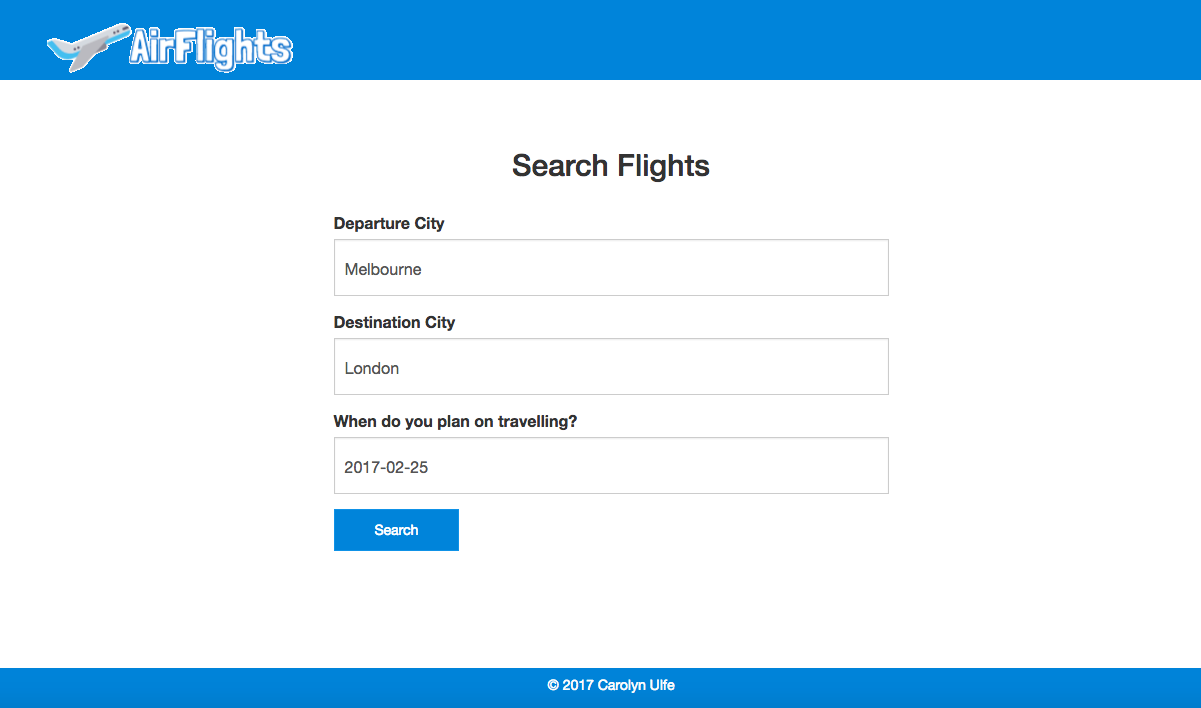 AirFlights
Search Flights
Departure City
Melbourne
Destination City
London
When do you plan on travelling?
2017-02-25
Search
© 2017 Carolyn Ulfe